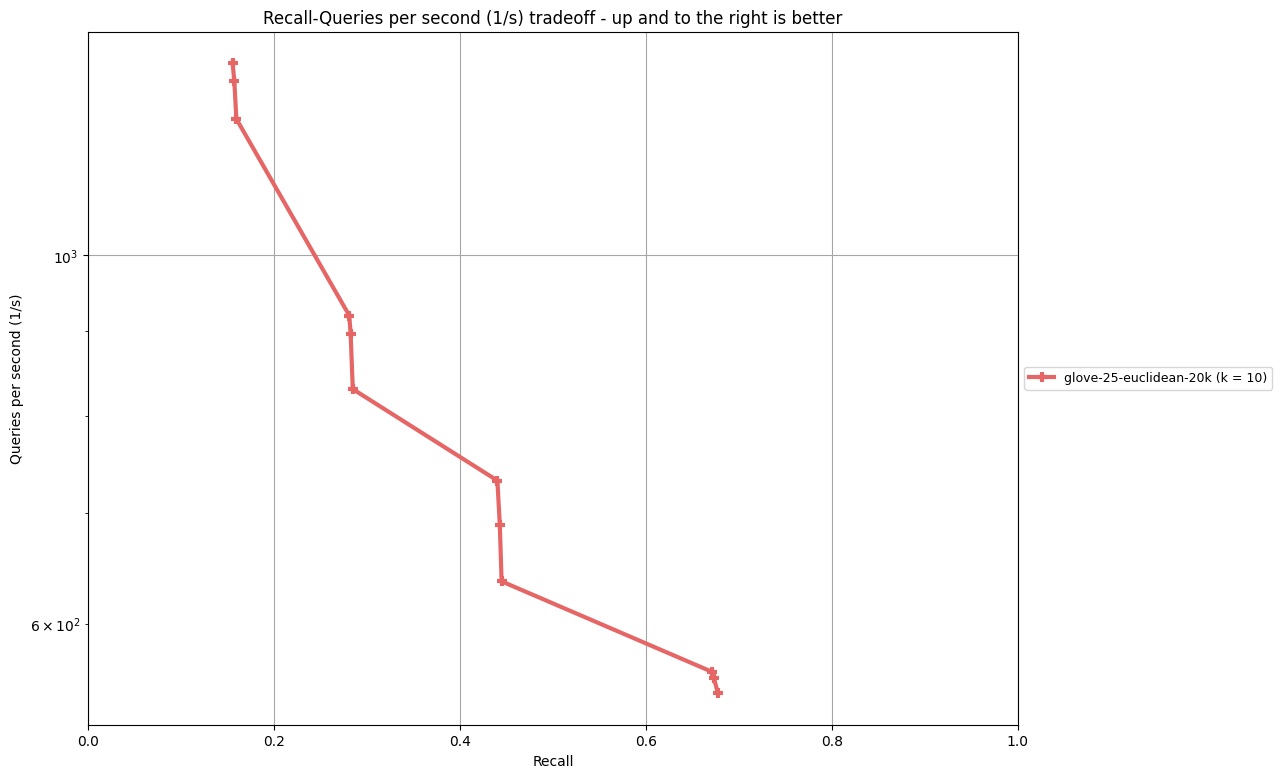 Recall-Queries per second (1/s) tradeoff - up and to the right is better
Queries per second (1/s)
10³
6 × 10²
0.0 0.2 0.4 0.6 0.8 1.0
Recall
glove-25-euclidean-20k (k = 10)